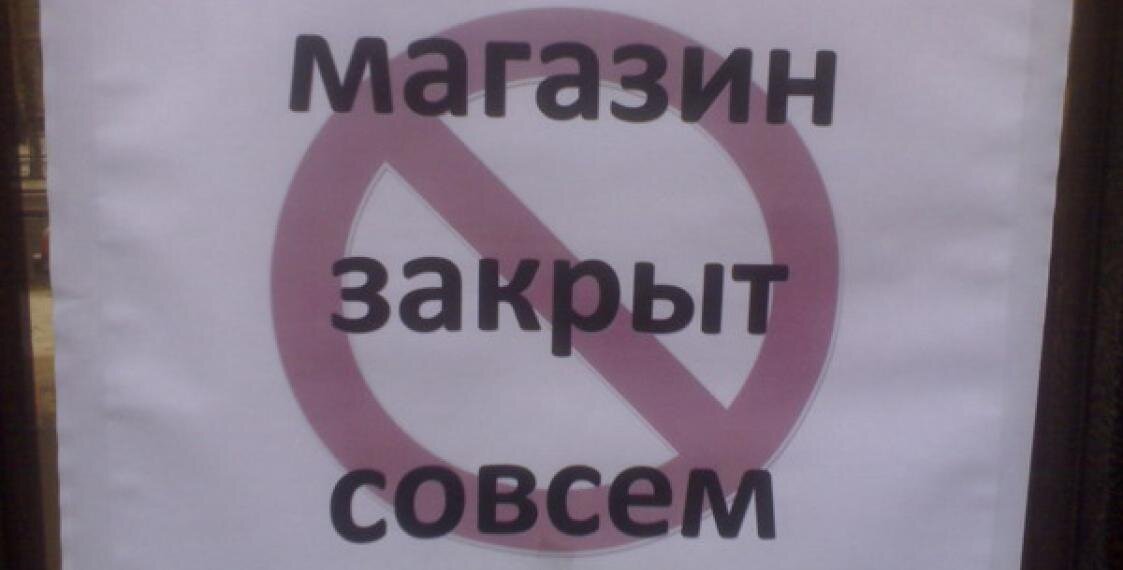 магазин
закрыт
совсем